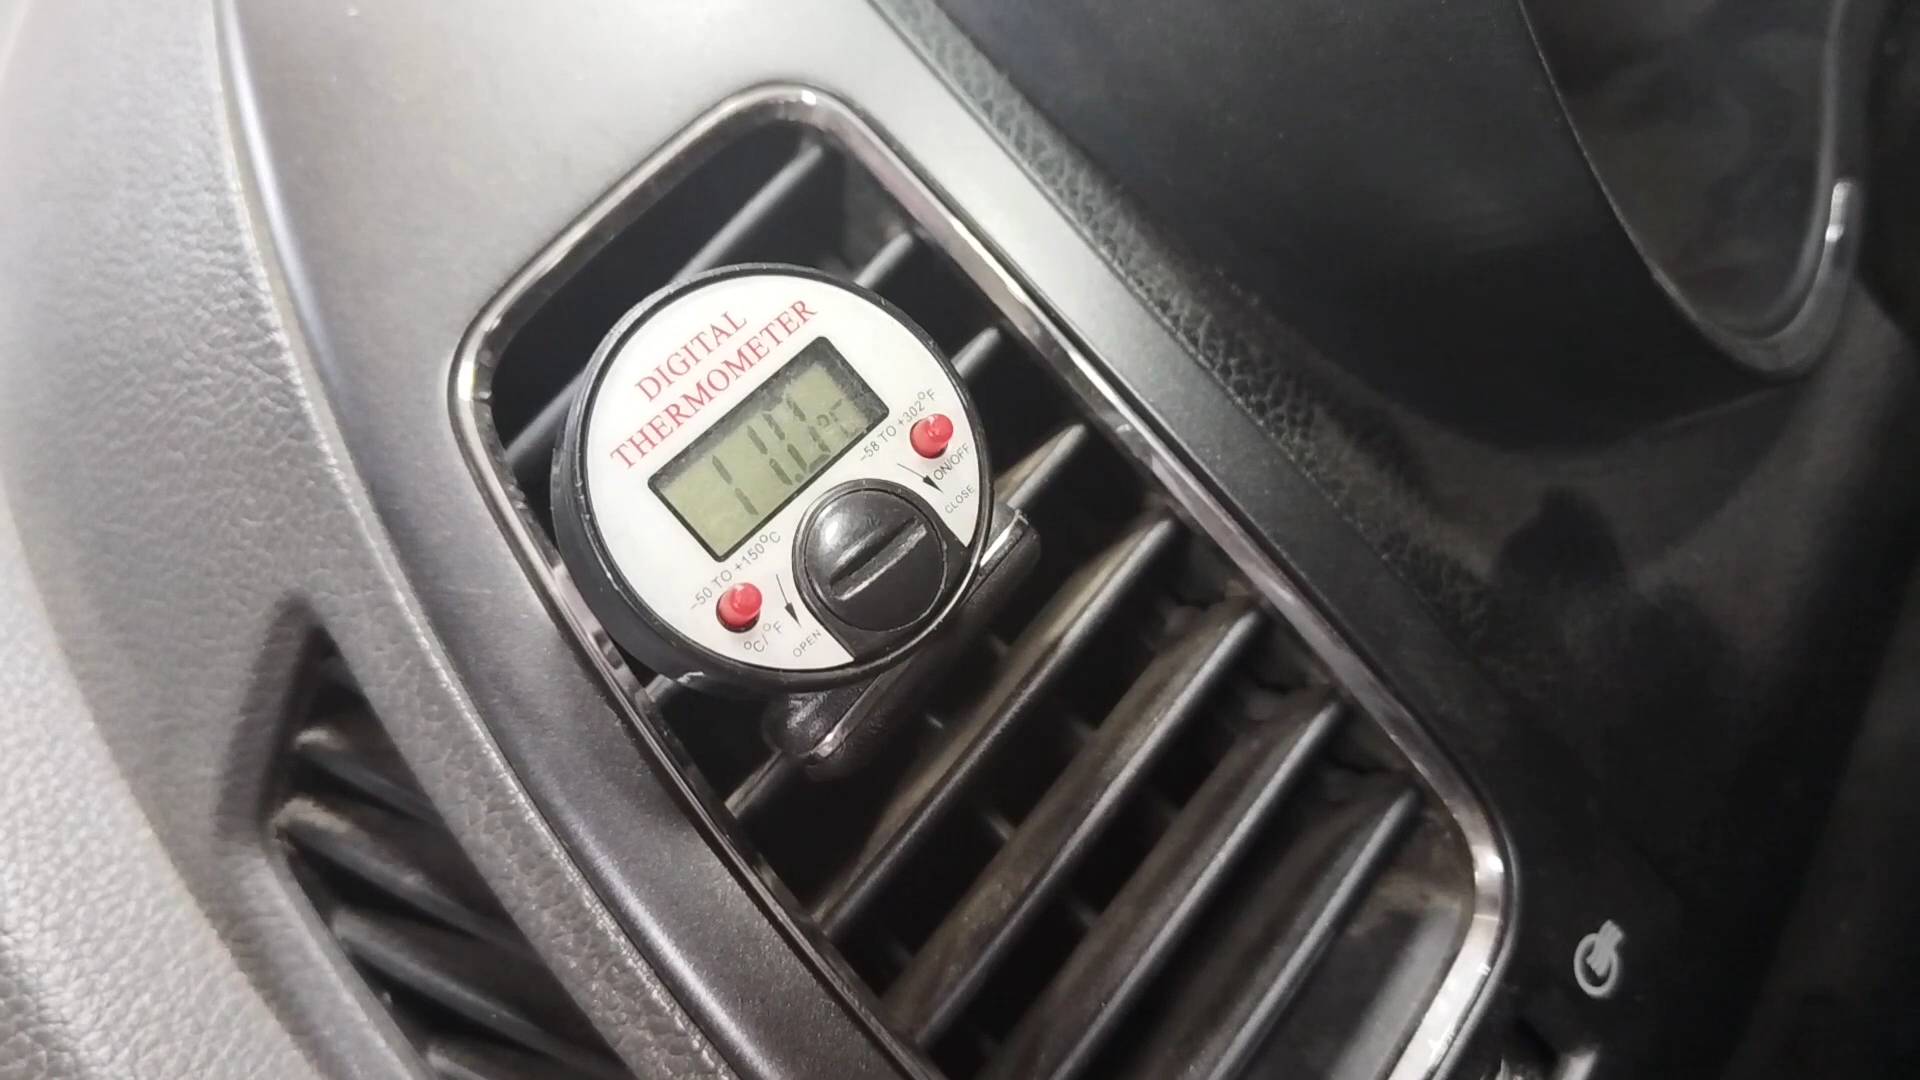 DIGITAL
THERMOMETER
-58 TO +302°F
ON/OFF
CLOSE
-50 TO +150°C
°C/°F
OPEN